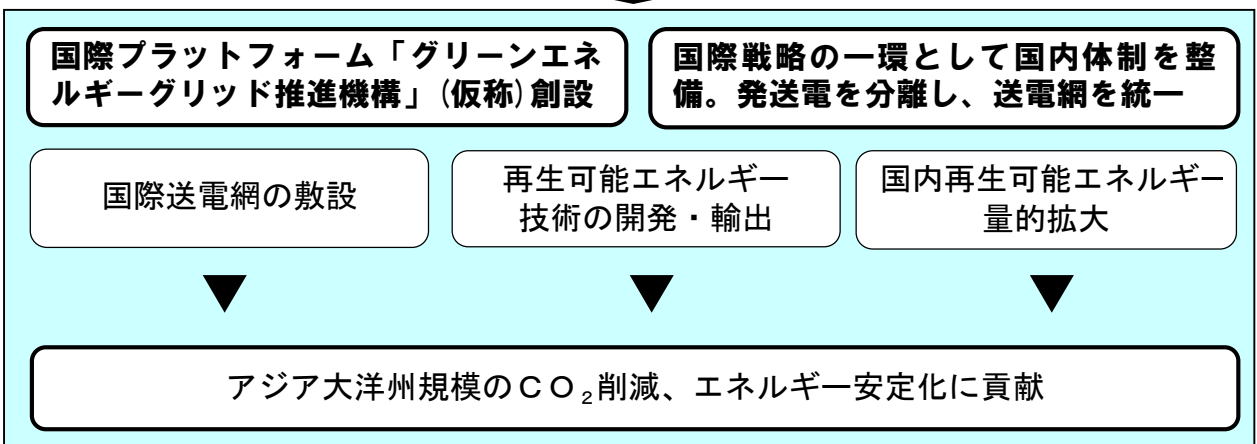 国際プラットフォーム「グリーンエネ
ルギーグリッド推進機構」(仮称)創設
国際戦略の一環として国内体制を整
備。発送電を分離し、送電網を統一
国際送電網の敷設
再生可能エネルギー
技術の開発・輸出
国内再生可能エネルギー
量的拡大
アジア大洋州規模のCO₂削減、エネルギー安定化に貢献